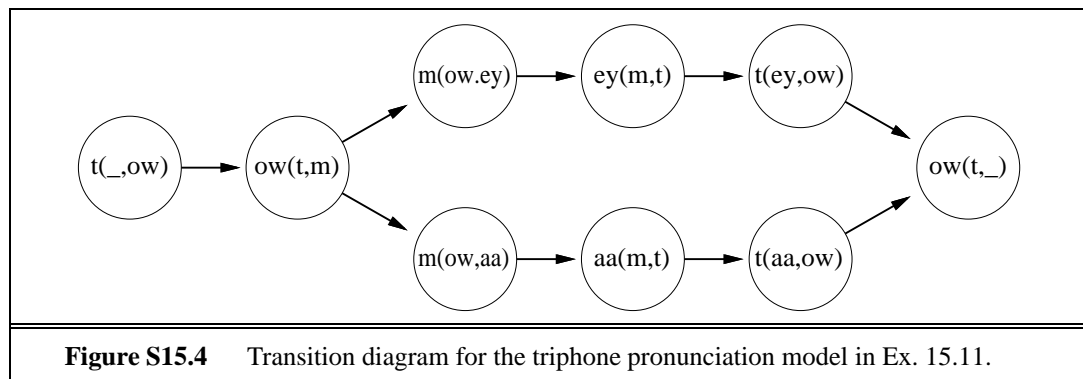 m(ow.ey) ey(m,t) t(ey,ow)
t(_,ow) ow(t,m) ow(t,_)
m(ow,aa) aa(m,t) t(aa,ow)
Figure S15.4 Transition diagram for the triphone pronunciation model in Ex. 15.11.